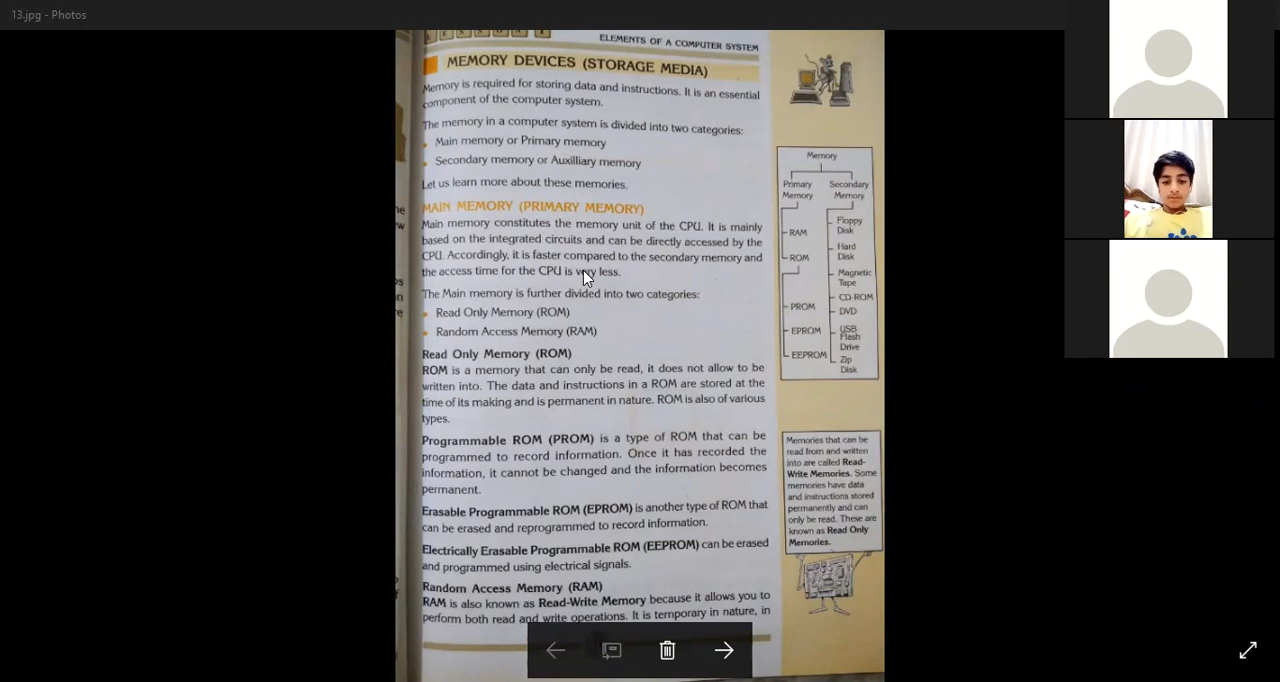 13.jpg - Photos
ELEMENTS OF A COMPUTER SYSTEM
MEMORY DEVICES (STORAGE MEDIA)
Memory is required for storing data and instructions. It is an essential
component of the computer system.
The memory in a computer system is divided into two categories:
Main memory or Primary memory
Secondary memory or Auxilliary memory
Let us learn more about these memories.
MAIN MEMORY (PRIMARY MEMORY)
Main memory constitutes the memory unit of the CPU. It is mainly
based on the integrated circuits and can be directly accessed by the
CPU. Accordingly, it is faster compared to the secondary memory and
the access time for the CPU is very less.
The Main memory is further divided into two categories:
Read Only Memory (ROM)
Random Access Memory (RAM)
Read Only Memory (ROM)
ROM is a memory that can only be read, it does not allow to be
written into. The data and instructions in a ROM are stored at the
time of its making and is permanent in nature. ROM is also of various
types.
Programmable ROM (PROM) is a type of ROM that can be
programmed to record information. Once it has recorded the
information, it cannot be changed and the information becomes
permanent.
Erasable Programmable ROM (EPROM) is another type of ROM that
can be erased and reprogrammed to record information.
Electrically Erasable Programmable ROM (EEPROM) can be erased
and programmed using electrical signals.
Random Access Memory (RAM)
RAM is also known as Read-Write Memory because it allows you to
perform both read and write operations. It is temporary in nature, in
Memory
Primary
Memory
RAM
ROM
PROM
EPROM
EEPROM
Secondary
Memory
Floppy
Disk
Hard
Disk
Magnetic
Tape
CD-ROM
DVD
USB
Flash
Drive
Zip
Disk
Memories that can be
read from and written
into are called Read-
Write Memories. Some
memories have data
and instructions stored
permanently and can
only be read. These are
known as Read Only
Memories.